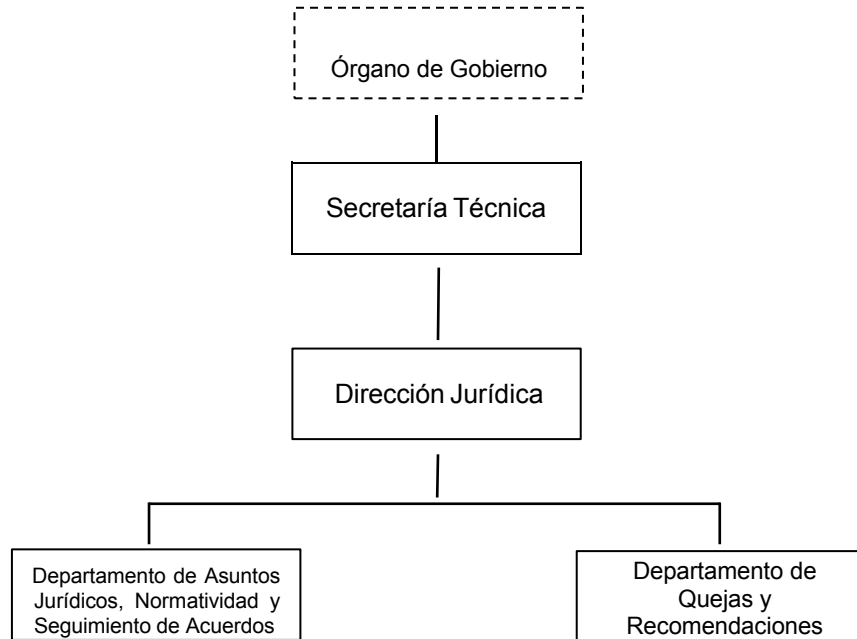 Órgano de Gobierno
Secretaría Técnica
Dirección Jurídica
Departamento de Asuntos
Jurídicos, Normatividad y
Seguimiento de Acuerdos
Departamento de
Quejas y
Recomendaciones